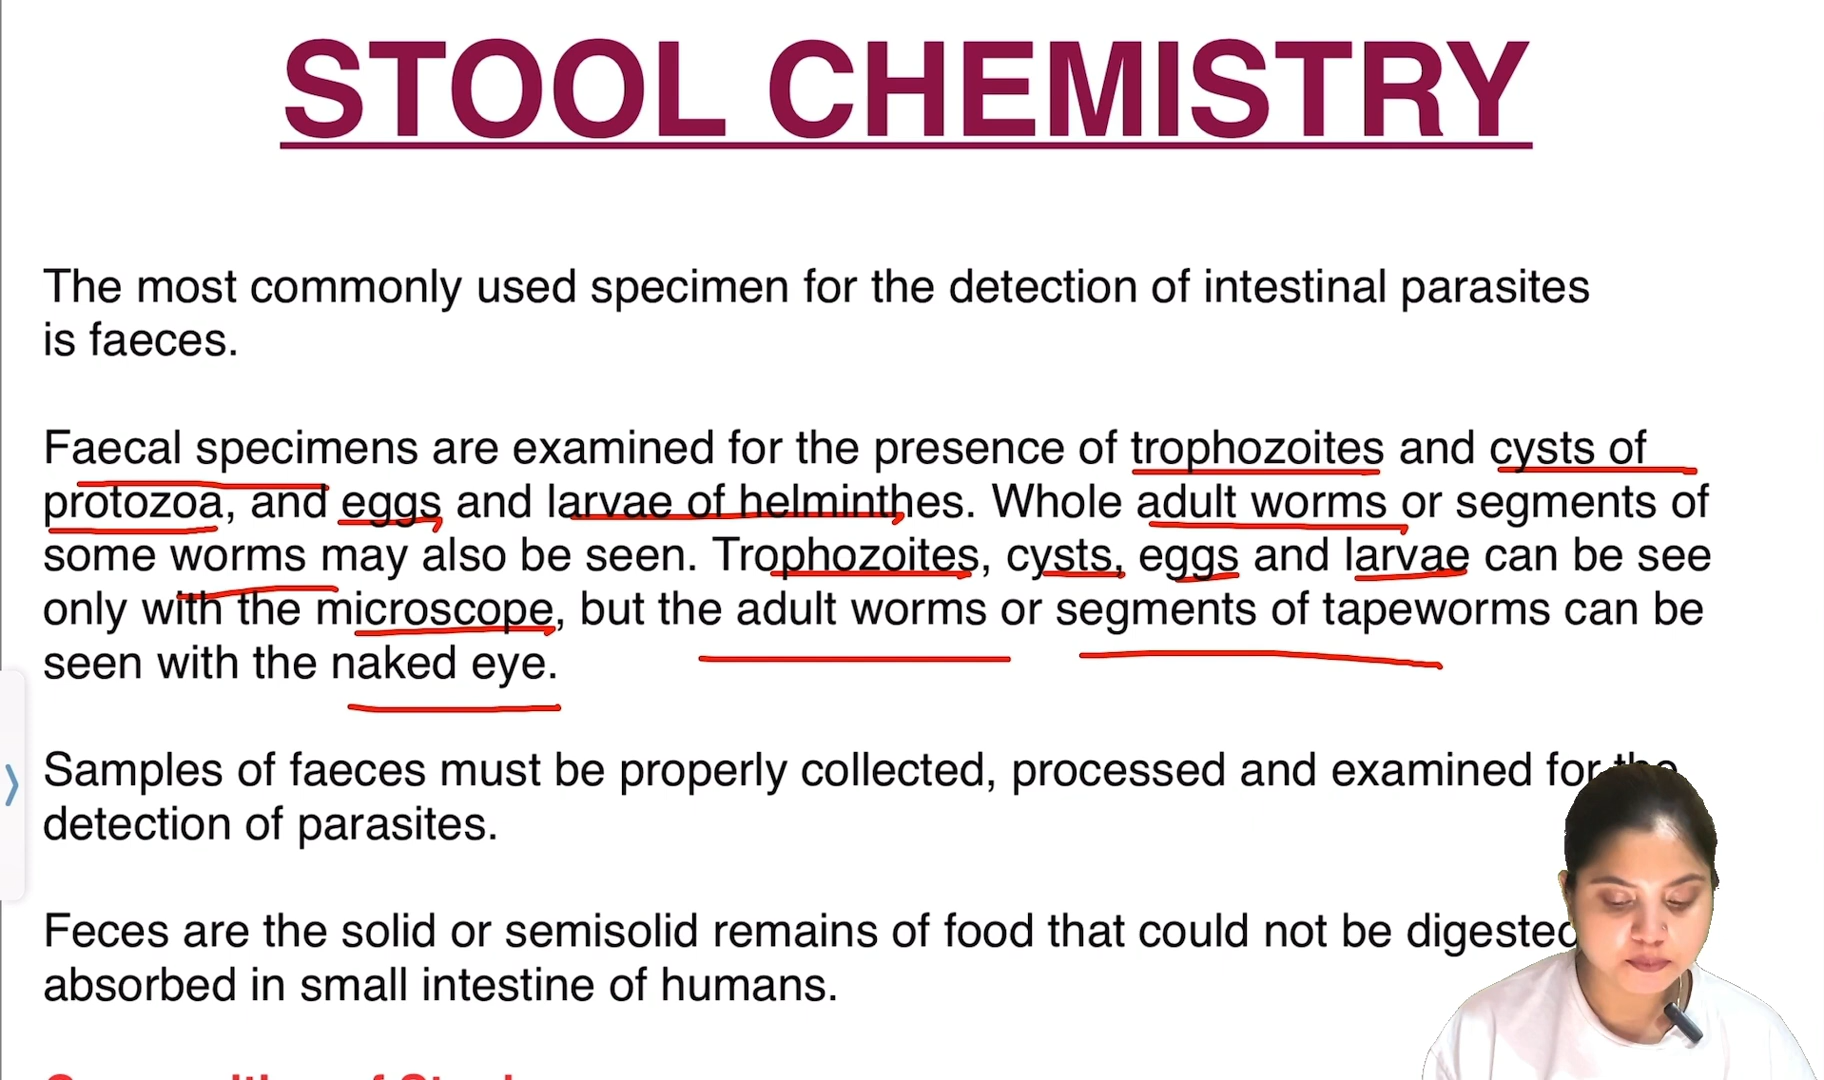 STOOL CHEMISTRY
The most commonly used specimen for the detection of intestinal parasites
is faeces.
Faecal specimens are examined for the presence of trophozoites and cysts of
protozoa, and eggs and larvae of helminthes. Whole adult worms or segments of
some worms may also be seen. Trophozoites, cysts, eggs and larvae can be see
only with the microscope, but the adult worms or segments of tapeworms can be
seen with the naked eye.
Samples of faeces must be properly collected, processed and examined for the
detection of parasites.
Feces are the solid or semisolid remains of food that could not be digested
absorbed in small intestine of humans.